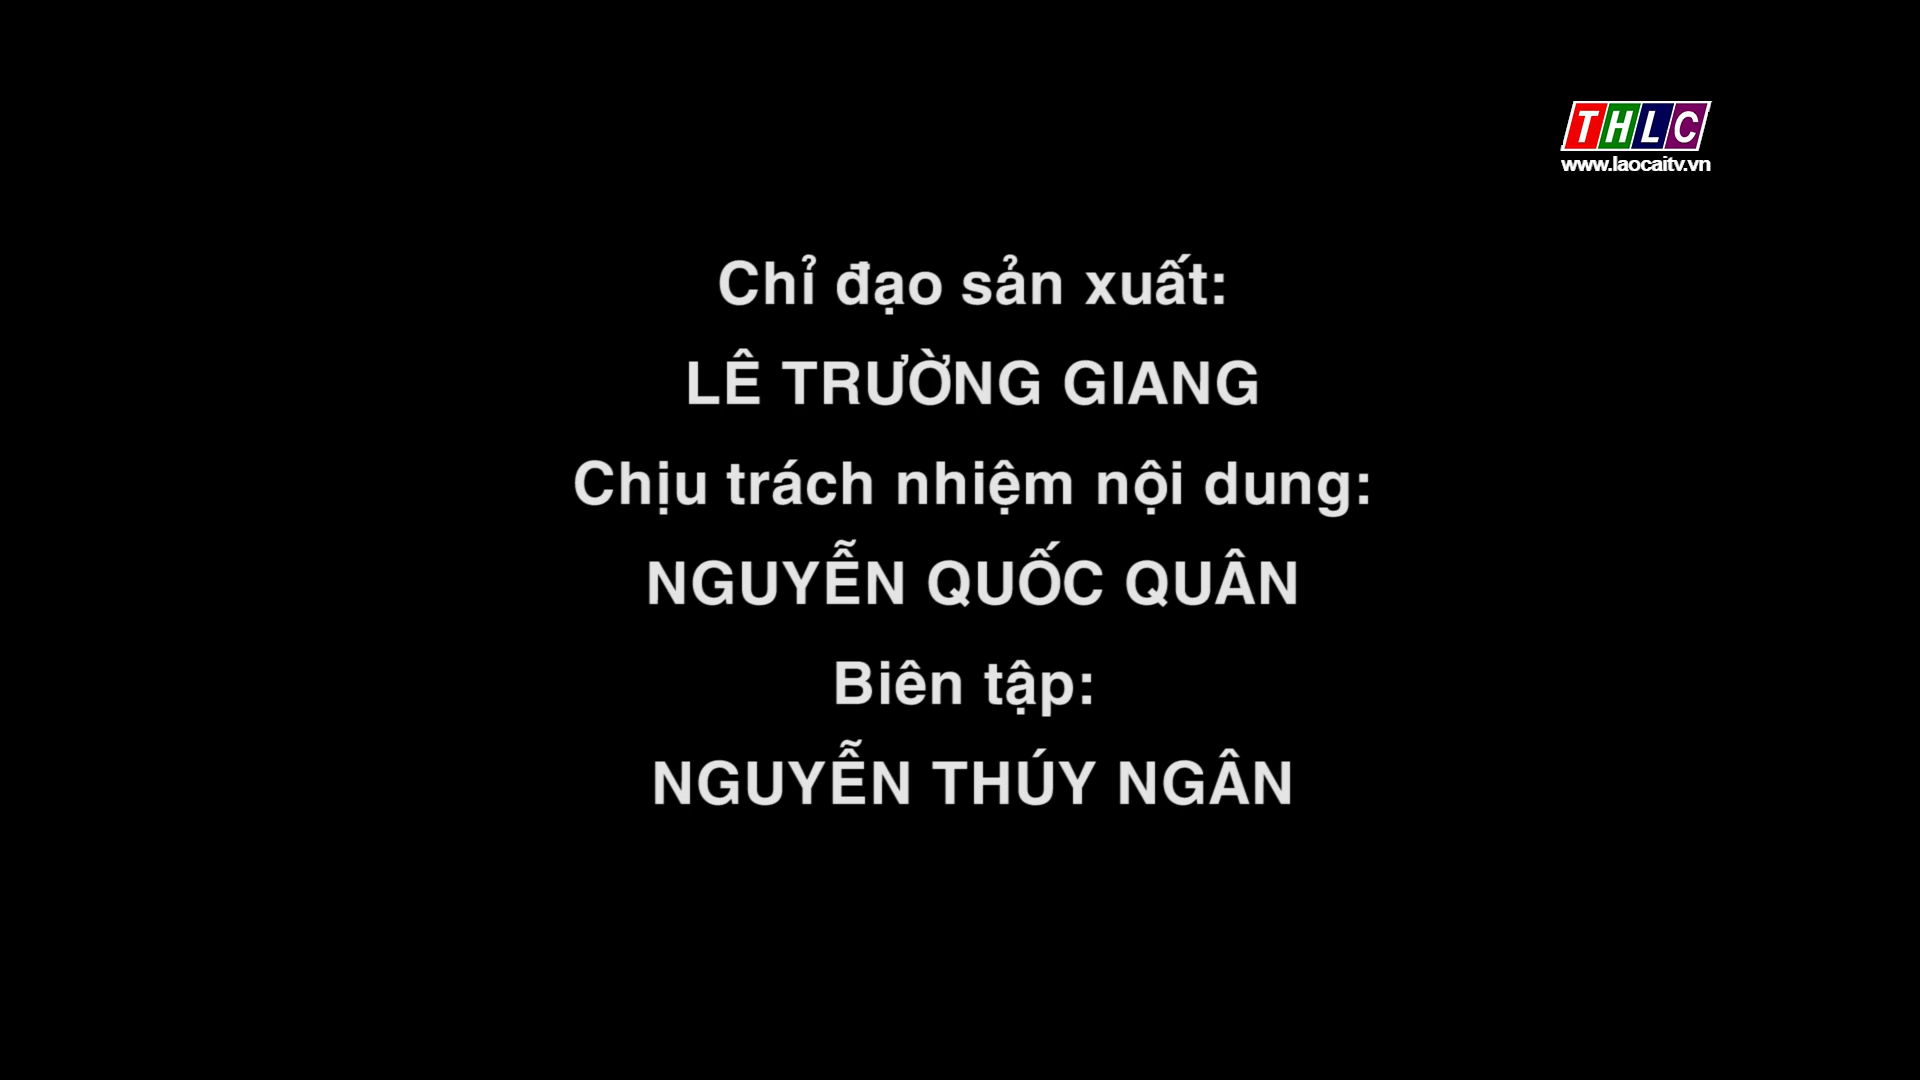 THLC
www.laocaitv.vn
Chỉ đạo sản xuất:
LÊ TRƯỜNG GIANG
Chịu trách nhiệm nội dung:
NGUYỄN QUỐC QUÂN
Biên tập:
NGUYỄN THÚY NGÂN